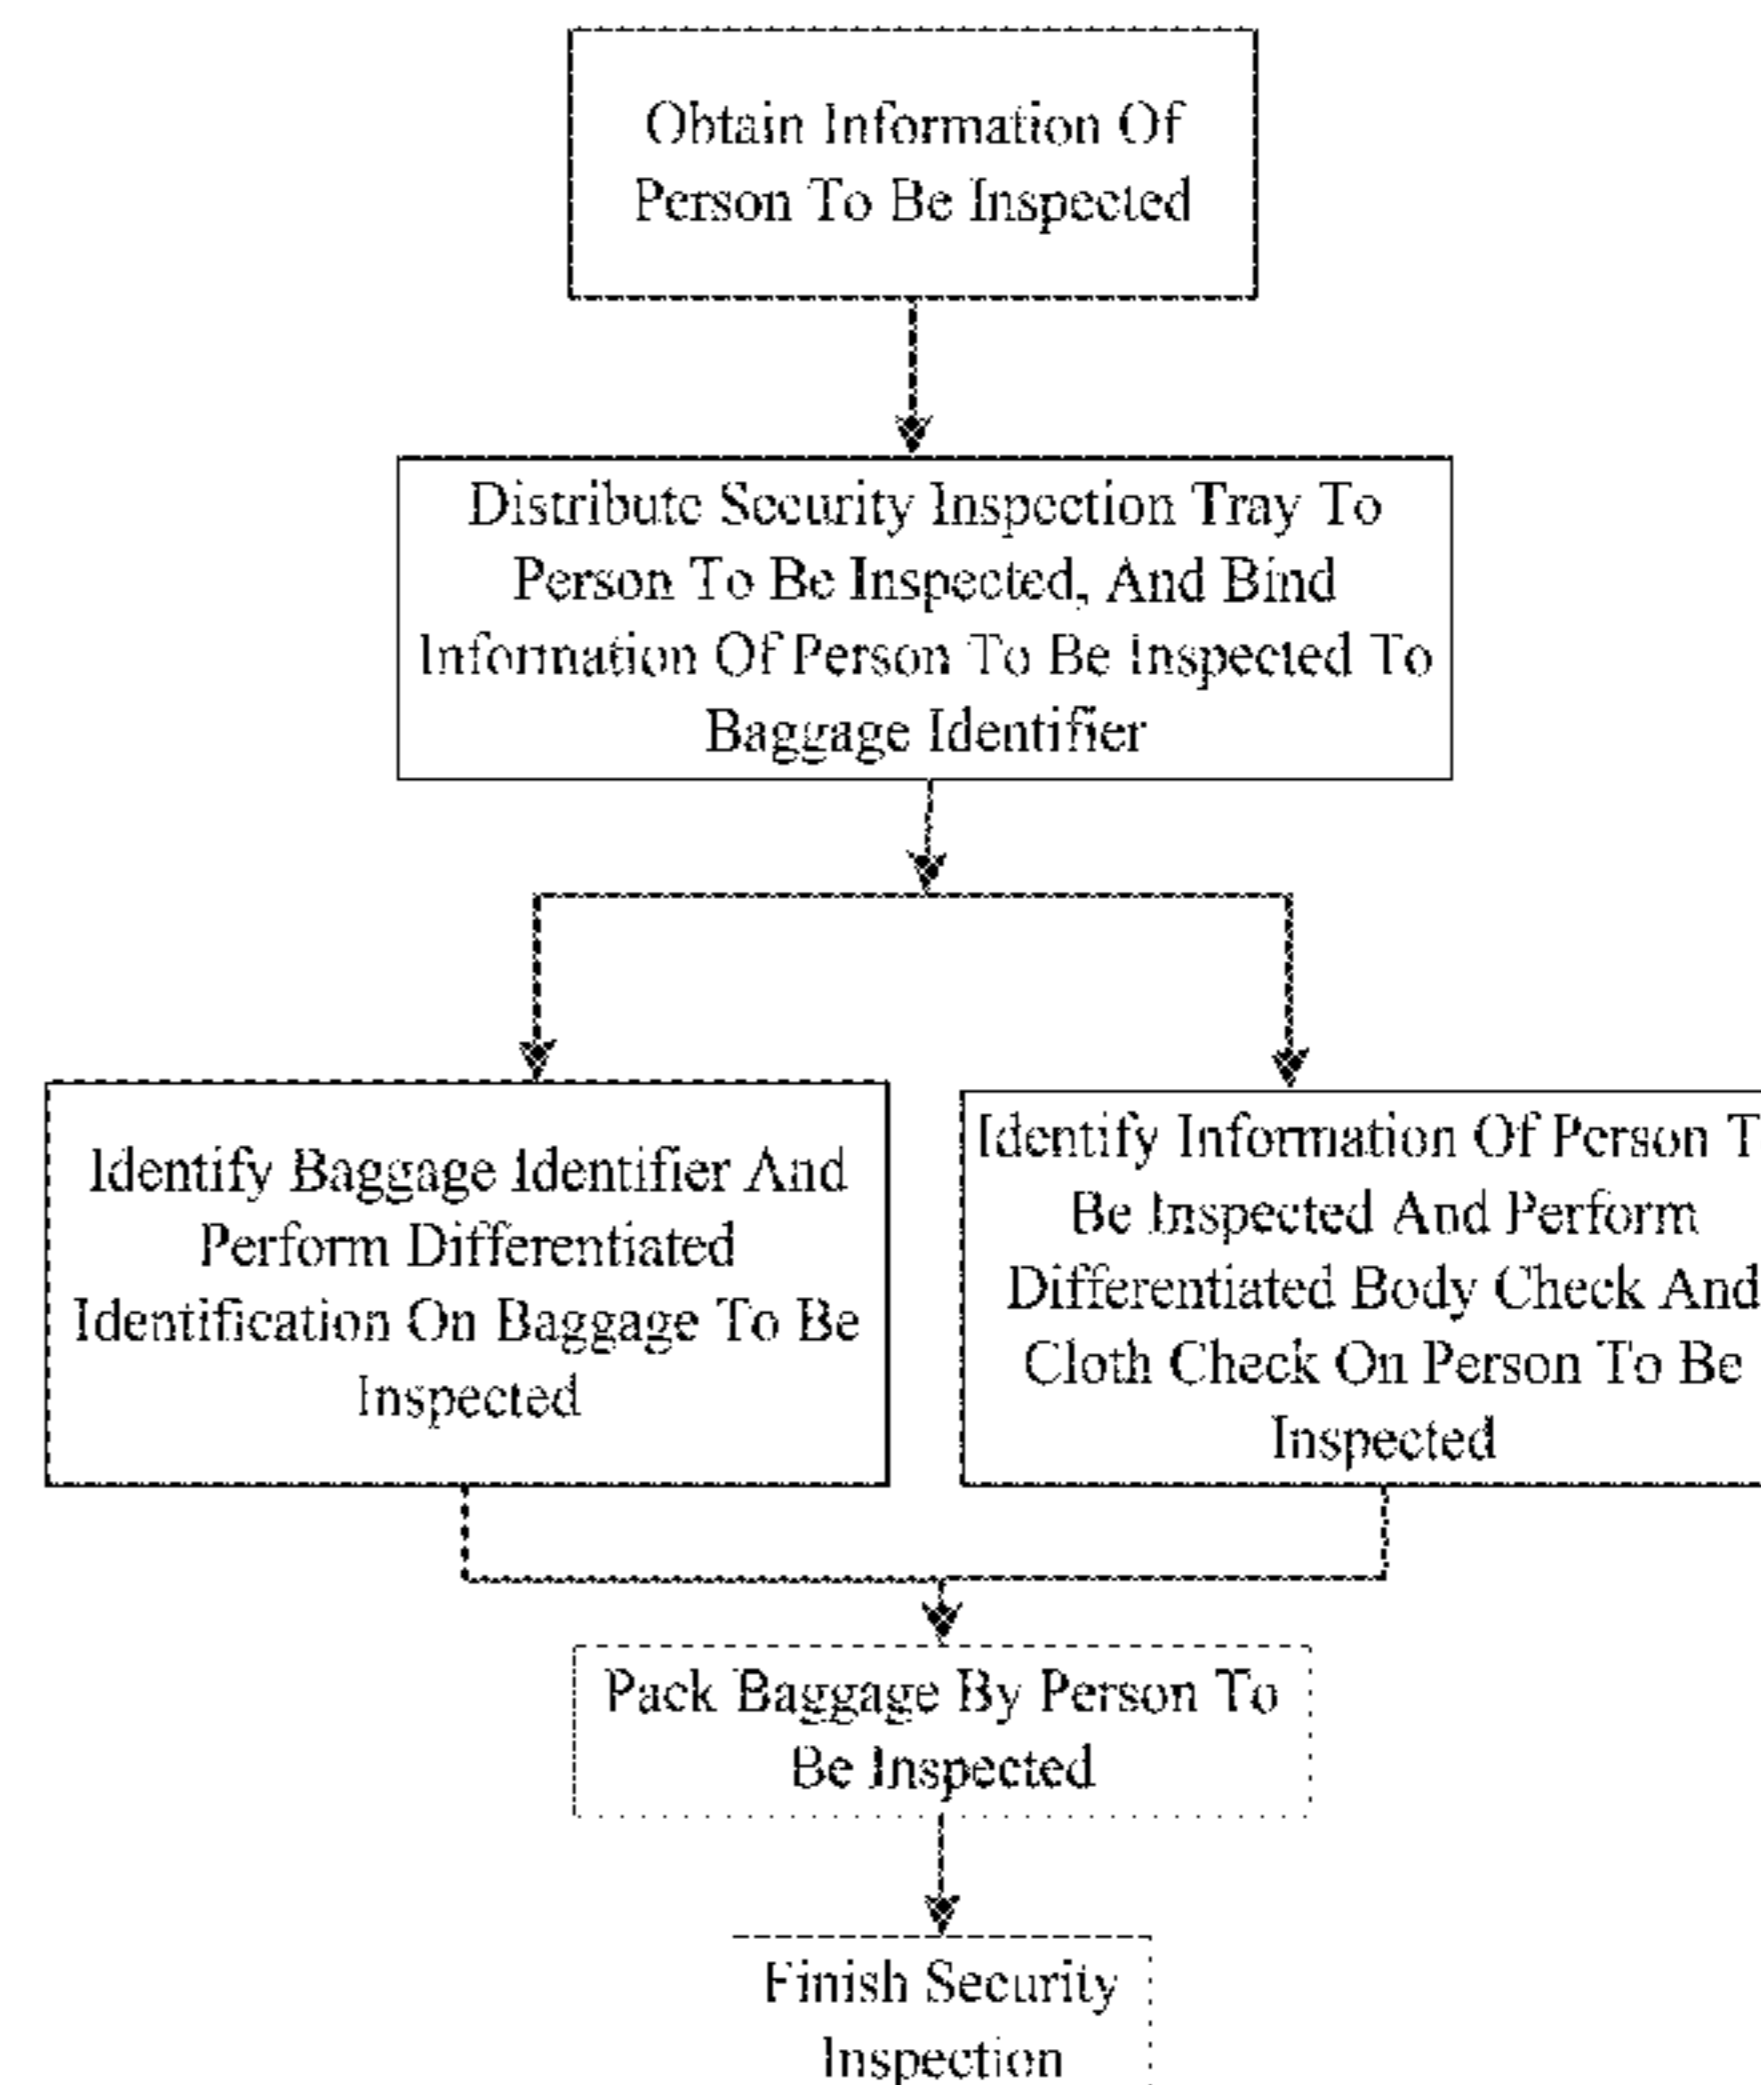 Obtain Information Of
Person To Be Inspected
Distribute Security Inspection Tray To
Person To Be Inspected, And Bind
Information Of Person To Be Inspected To
Baggage Identifier
Identify Baggage Identifier And
Perform Differentiated
Identification On Baggage To Be
Inspected
Identify Information Of Person T
Be Inspected And Perform
Differentiated Body Check And
Cloth Check On Person To Be
Inspected
Pack Baggage By Person To
Be Inspected
Finish Security
Inspection